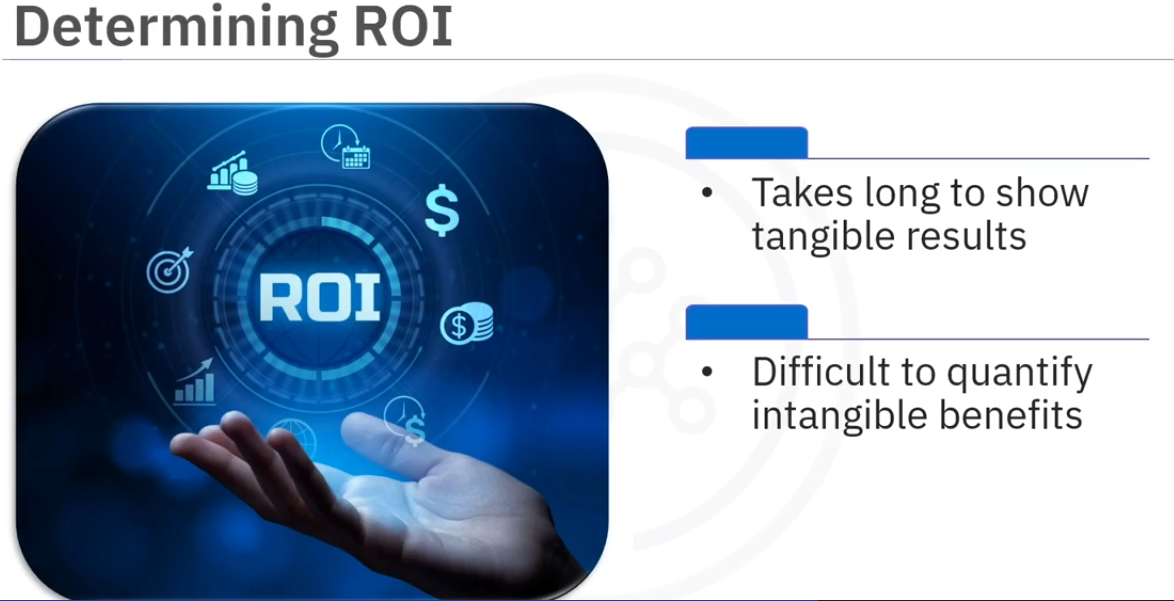 Determining ROI
ROI
$
$
$
• Takes long to show
tangible results
• Difficult to quantify
intangible benefits